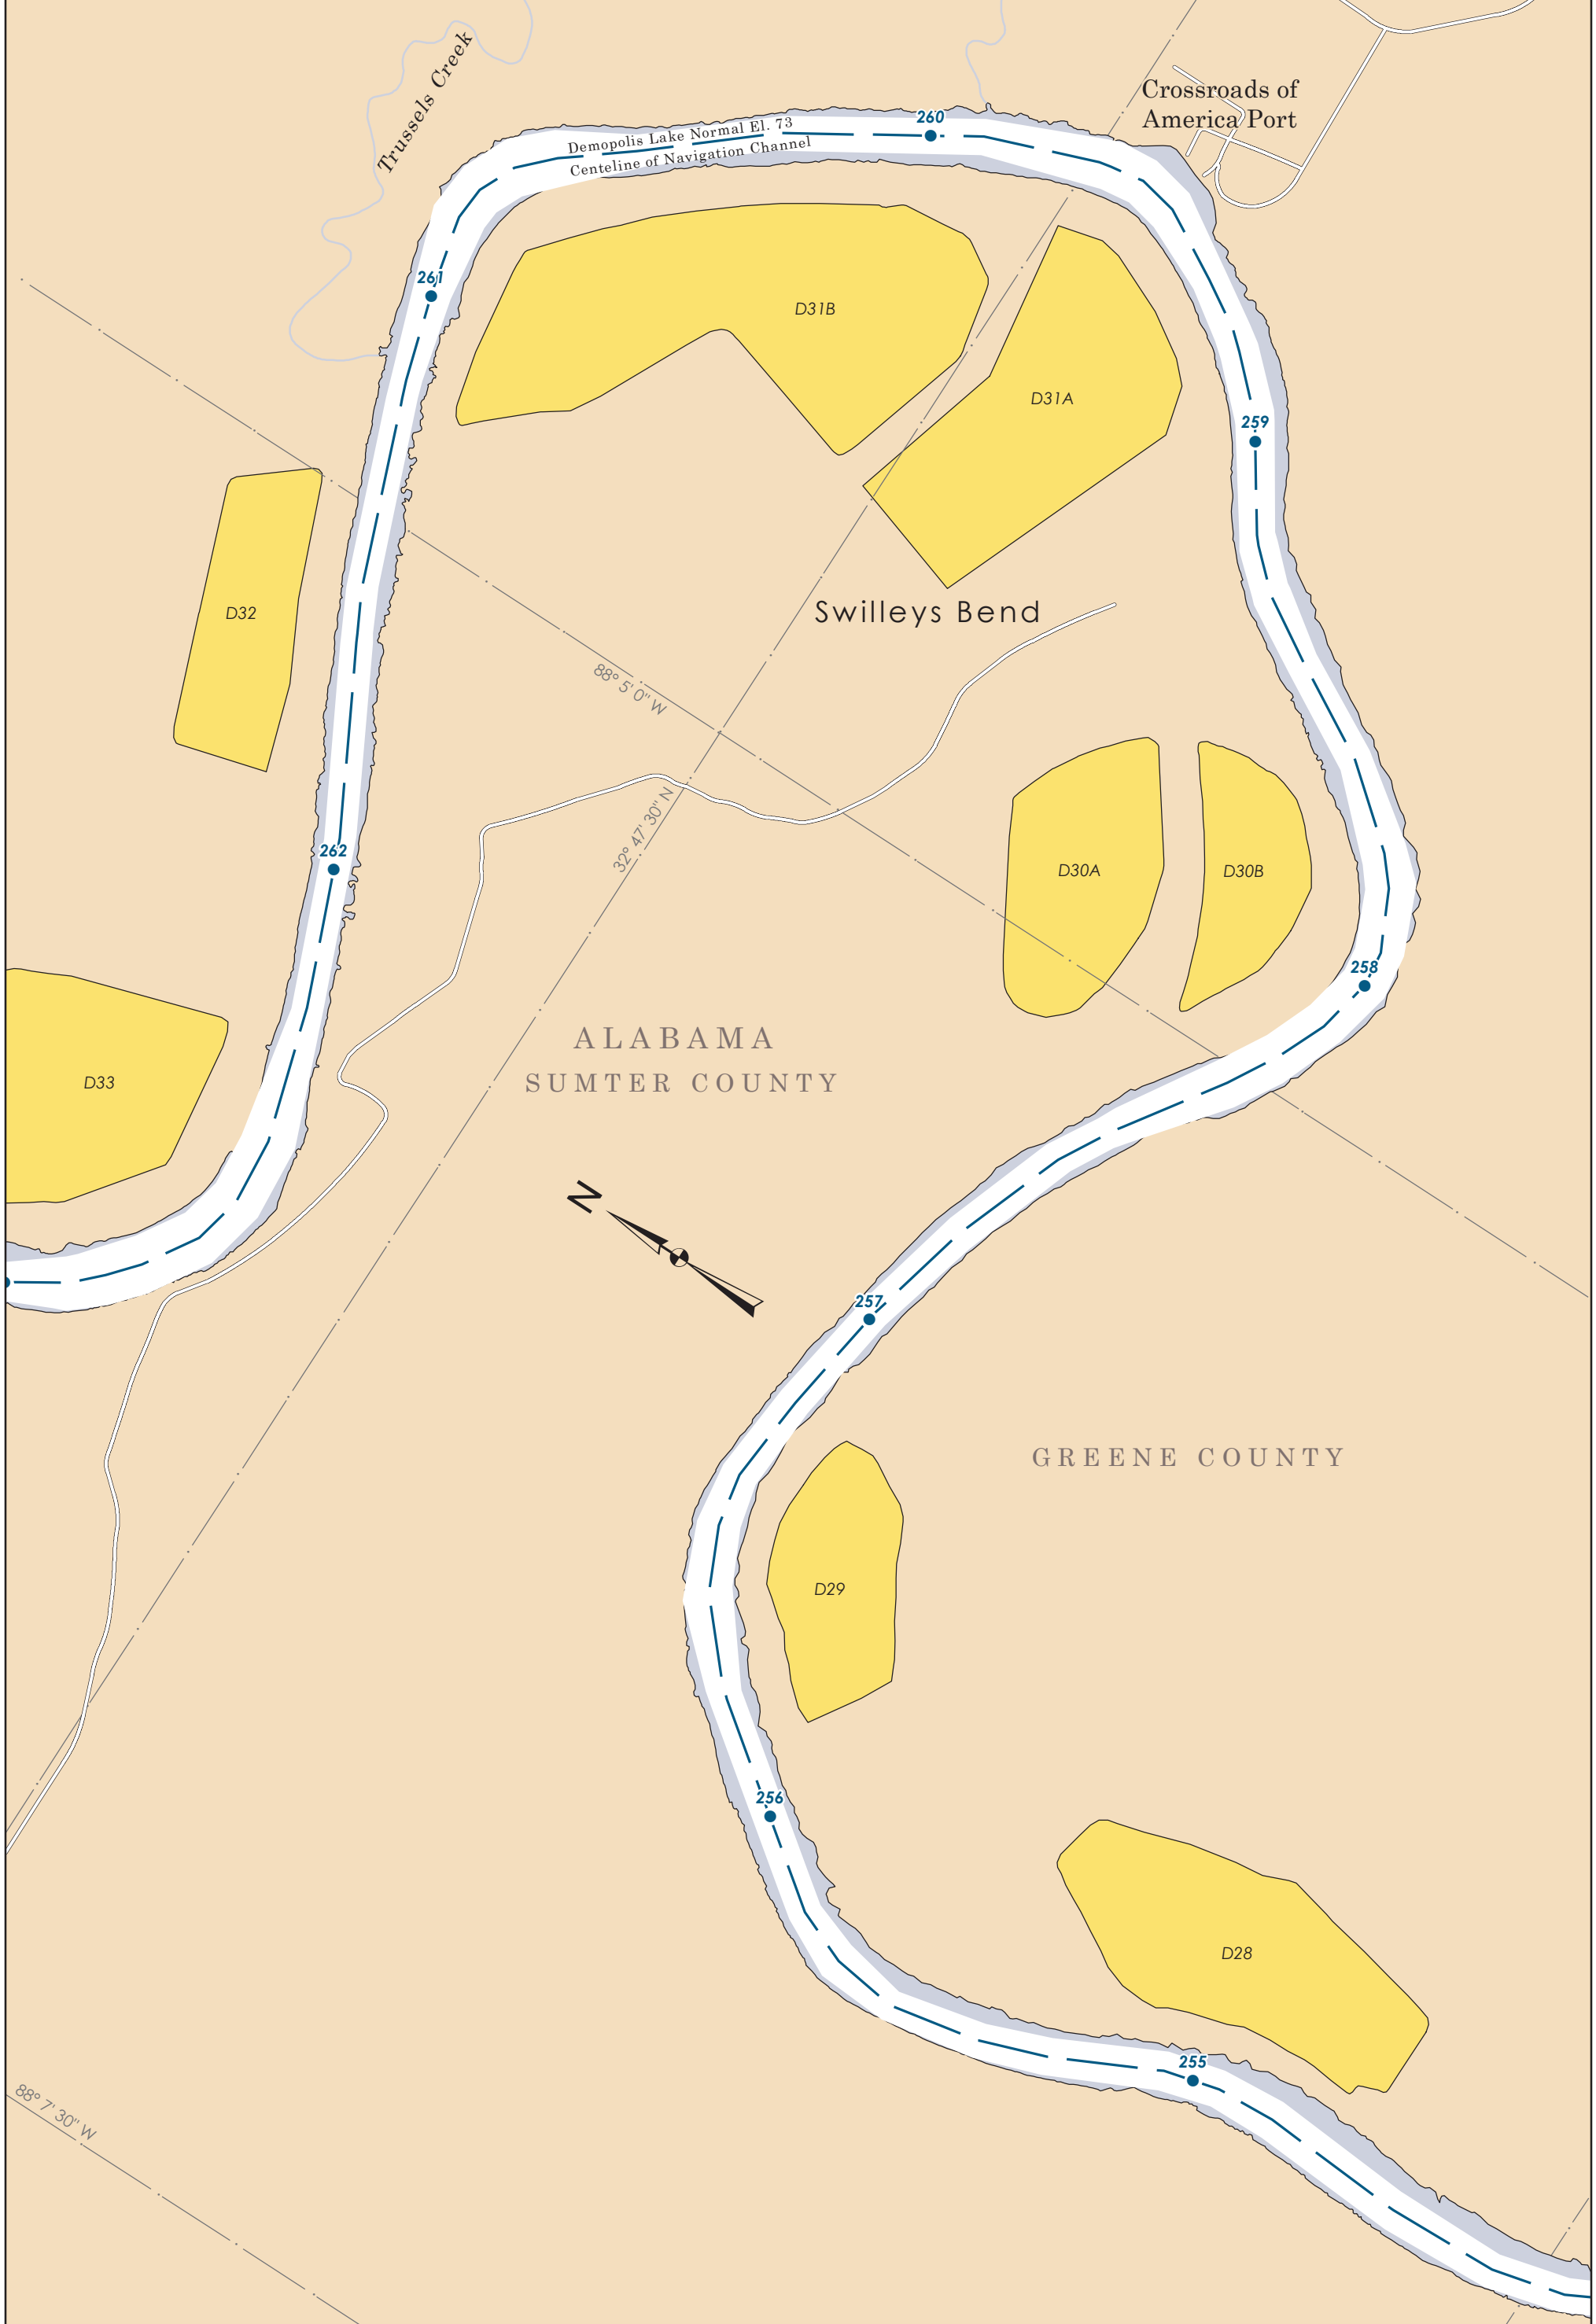 Trussels Creek
Crossroads of
America Port
260
Demopolis Lake Normal El. 73
Centeline of Navigation Channel
261
D31B
D31A
259
D32
Swilleys Bend
88° 5' 0" W
32° 47' 30" N
262
D30A
D30B
258
ALABAMA
SUMTER COUNTY
D33
N
257
GREENE COUNTY
D29
256
D28
255
88° 7' 30" W